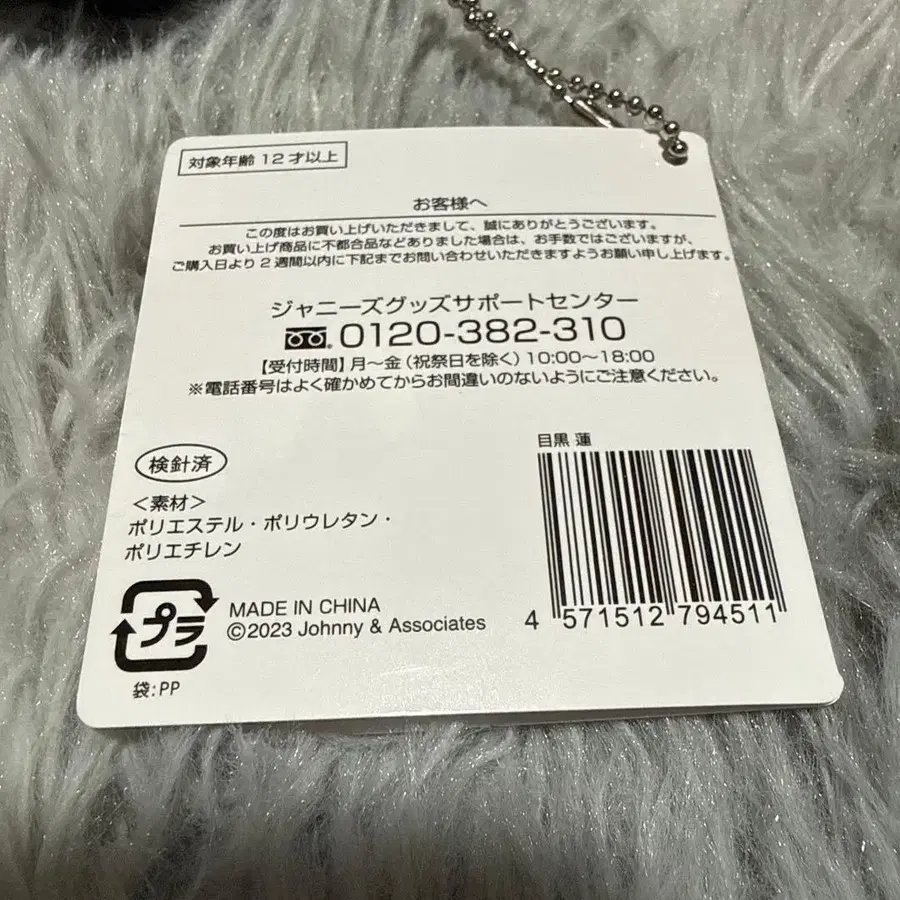 対象年齢12才以上
お客様へ
この度はお買い上げいただきまして、誠にありがとうございます。
お買い上げ商品に不都合品などありました場合は、お手数ではございますが、
ご購入日より2週間以内に下記までお問い合わせいただきますようお願い申し上げます。
ジャニーズグッズサポートセンター
0120-382-310
【受付時間】月〜金(祝祭日を除く)10:00〜18:00
※電話番号はよく確かめてからお間違いのないようにご注意ください。
検針済
<素材>
ポリエステル・ポリウレタン・
ポリエチレン
目黒 蓮
4 571512 794511
プラ
MADE IN CHINA
©2023 Johnny & Associates
袋:PP